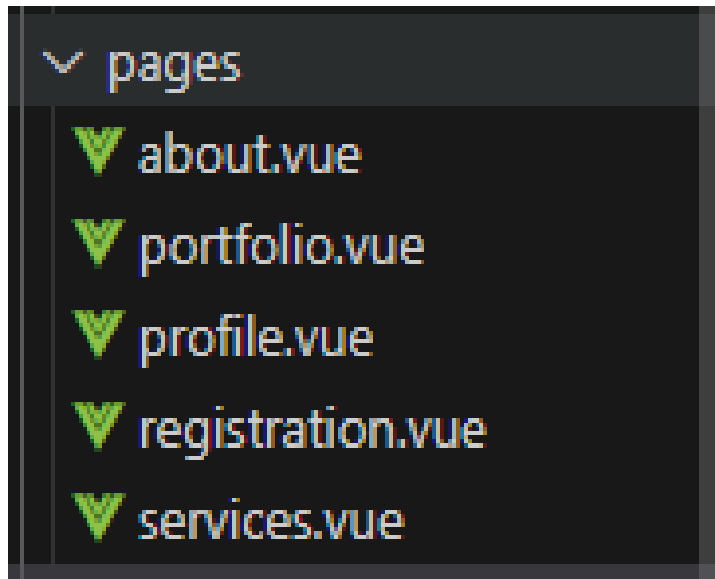 pages
about.vue
portfolio.vue
profile.vue
registration.vue
services.vue